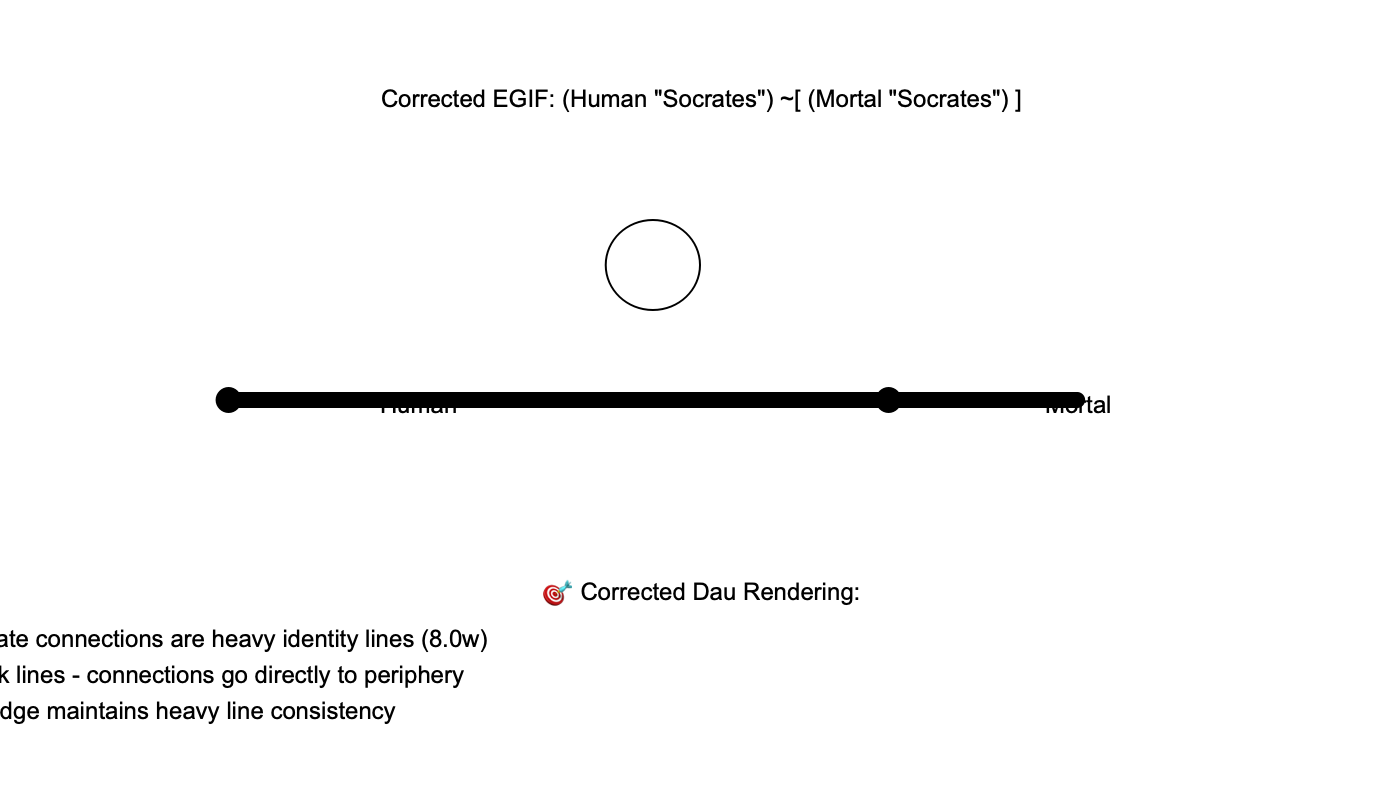 Corrected EGIF: (Human "Socrates") ~[ (Mortal "Socrates") ]
Human Mortal
🎯 Corrected Dau Rendering:
ate connections are heavy identity lines (8.0w)
k lines - connections go directly to periphery
dge maintains heavy line consistency